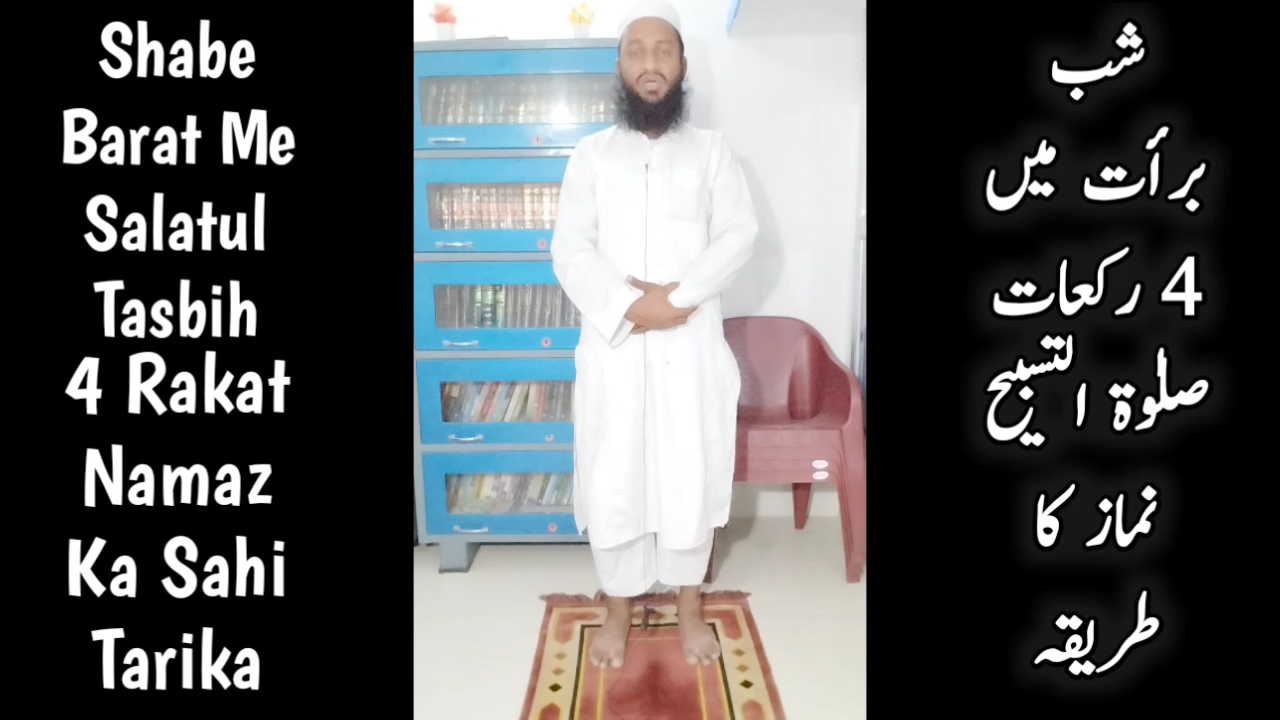 Shabe
Barat Me
Salatul
Tasbih
4 Rakat
Namaz
Ka Sahi
Tarika
شب
برأت میں
4 رکعات
صلوۃ التسبیح
نماز کا
طریقہ